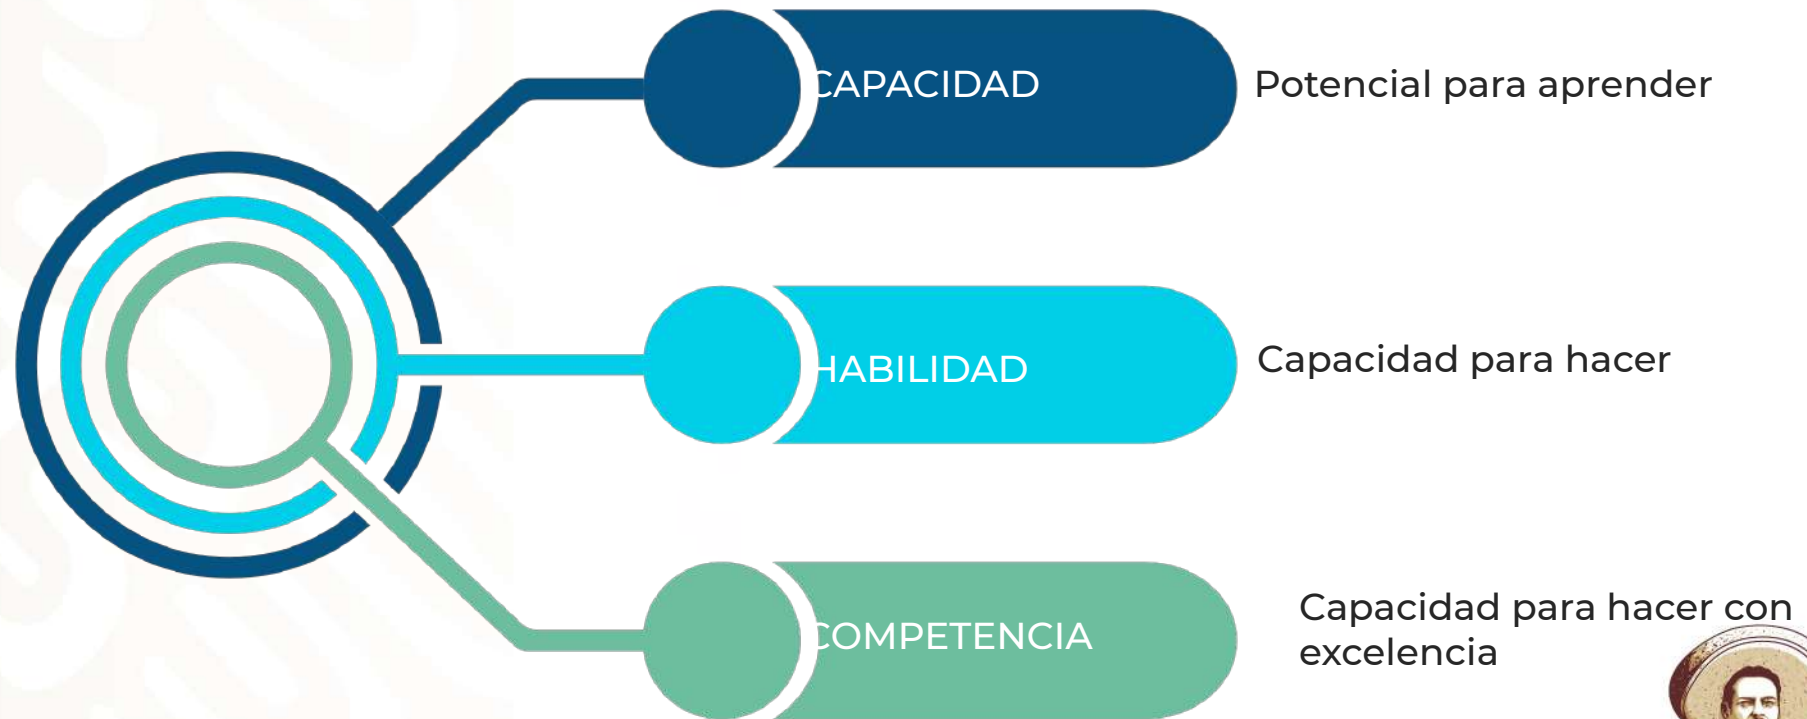 CAPACIDAD
Potencial para aprender
HABILIDAD
Capacidad para hacer
COMPETENCIA
Capacidad para hacer con
excelencia